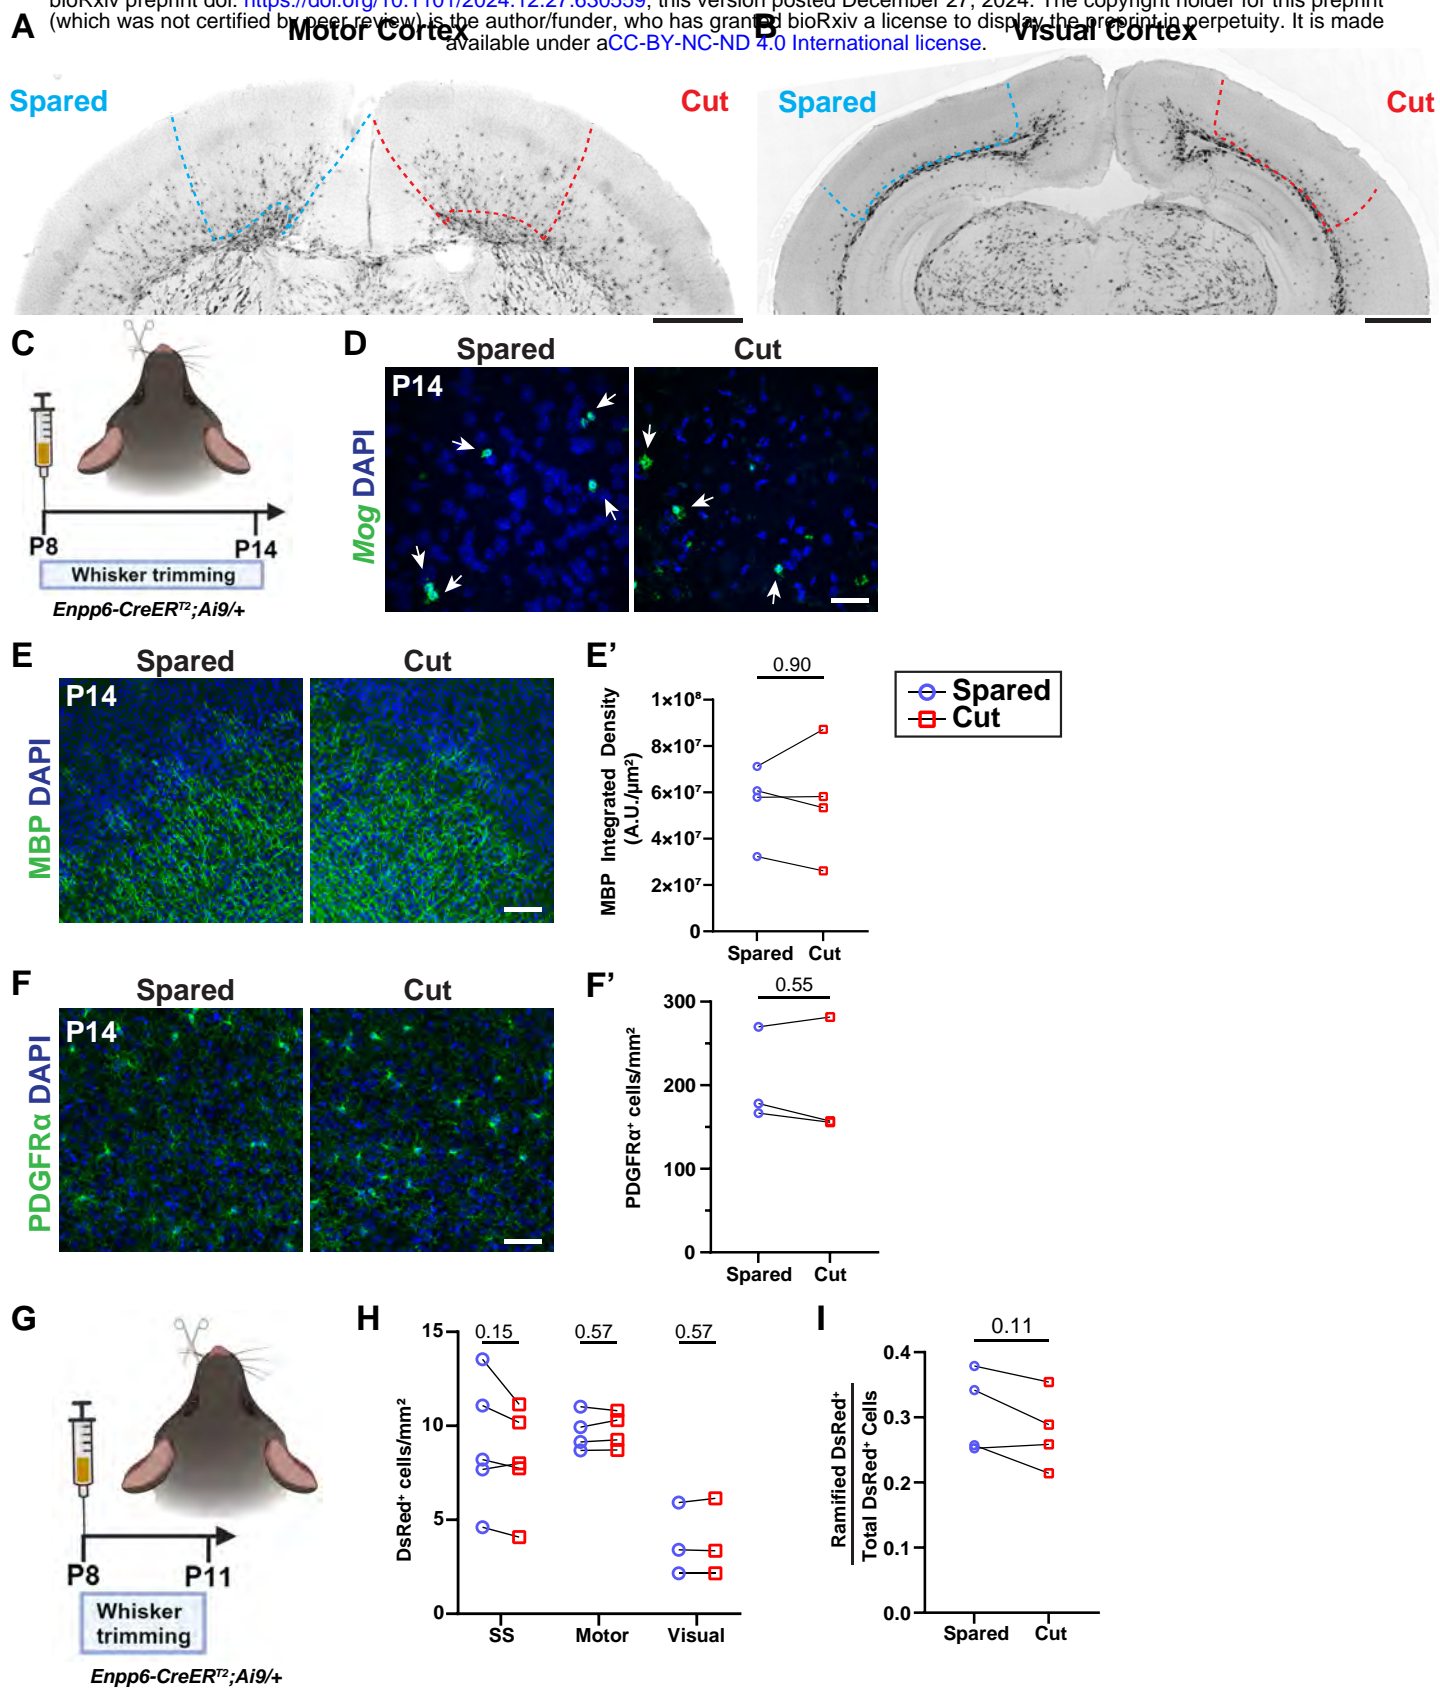 bioRxiv preprint doi: https://doi.org/10.1101/2024.12.27.630559; this version posted December 27, 2024. The copyright holder for this preprint
(which was not certified by peer review) is the author/funder, who has granted bioRxiv a license to display the preprint in perpetuity. It is made
available under aCC-BY-NC-ND 4.0 International license.
A Motor Cortex
Spared Cut
B Visual Cortex
Spared Cut
C
P8 P14
Whisker trimming
Enpp6-CreERT2;Ai9/+
D Spared Cut
P14
Mog DAPI
E Spared Cut
P14
MBP DAPI
E'
0.90
Spared
Cut
MBP Integrated Density
(A.U./µm²)
1×10⁸
8×10⁷
6×10⁷
4×10⁷
2×10⁷
0
Spared Cut
F Spared Cut
P14
PDGFRα DAPI
F'
0.55
PDGFRα⁺ cells/mm²
300
200
100
0
Spared Cut
G
P8 P11
Whisker
trimming
Enpp6-CreERT2;Ai9/+
H
DsRed⁺ cells/mm²
15
10
5
0
0.15 0.57 0.57
SS Motor Visual
I
0.11
Ramified DsRed⁺
Total DsRed⁺ Cells
0.4
0.3
0.2
0.1
0.0
Spared Cut